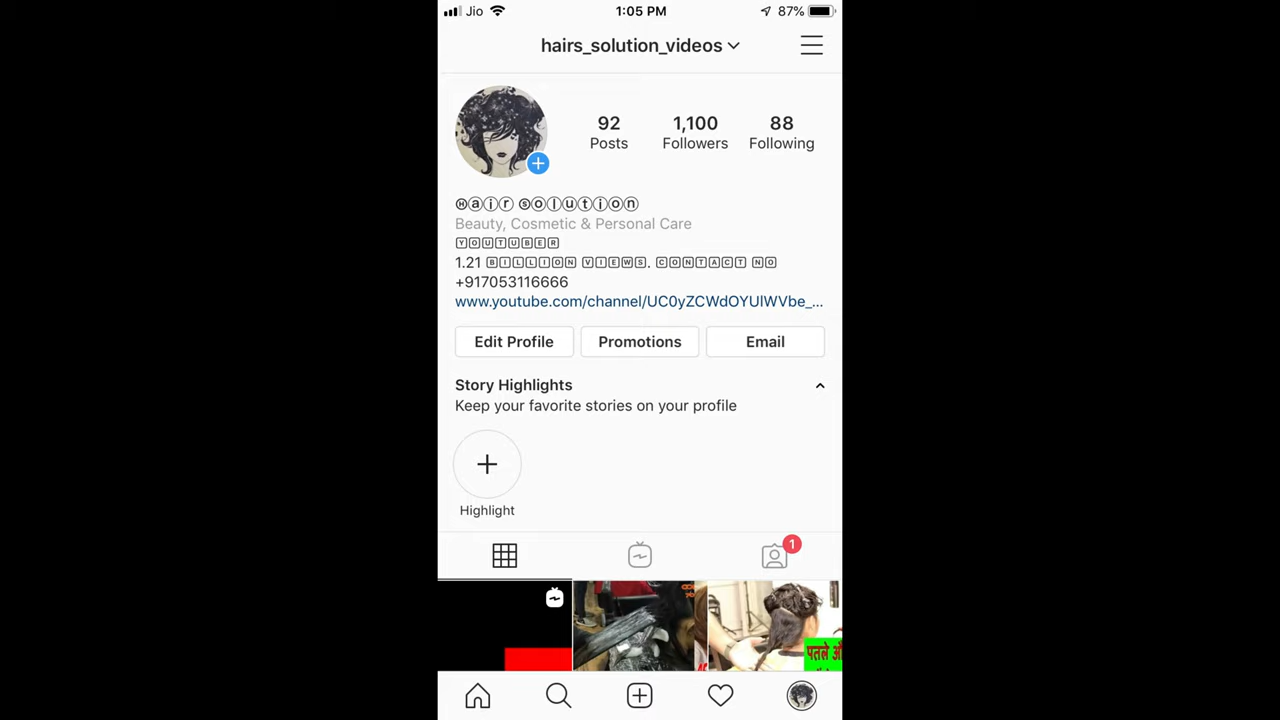 Jio 1:05 PM 87%
hairs_solution_videos
92 1,100 88
Posts Followers Following
Ⓗⓐⓘⓡ ⓢⓞⓛⓤⓣⓘⓞⓝ
Beauty, Cosmetic & Personal Care
🅈🄾🅄🅃🅄🄱🄴🅁
1.21 🄱🄸🄻🄻🄸🄾🄽 🅅🄸🄴🅆🅂. 🄲🄾🄽🅃🄰🄲🅃 🄽🄾
+917053116666
www.youtube.com/channel/UC0yZCWdOYUlWVbe_...
Edit Profile Promotions Email
Story Highlights
Keep your favorite stories on your profile
Highlight
1
पतले औ